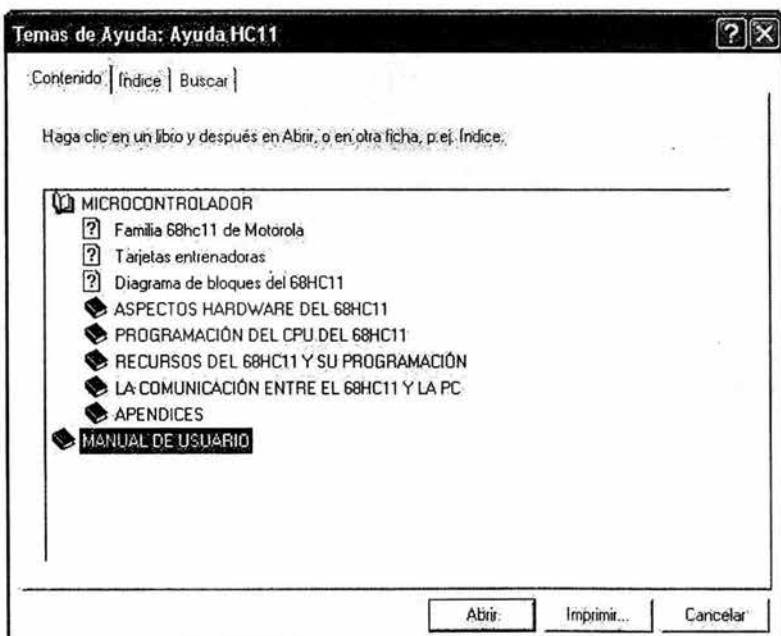 Temas de Ayuda: Ayuda HC11
Contenido Índice Buscar
Haga clic en un libro y después en Abrir, o en otra ficha, p.ej. Índice.
MICROCONTROLADOR
Familia 68hc11 de Motorola
Tarjetas entrenadoras
Diagrama de bloques del 68HC11
ASPECTOS HARDWARE DEL 68HC11
PROGRAMACIÓN DEL CPU DEL 68HC11
RECURSOS DEL 68HC11 Y SU PROGRAMACIÓN
LA COMUNICACIÓN ENTRE EL 68HC11 Y LA PC
APENDICES
MANUAL DE USUARIO
Abrir Imprimir... Cancelar